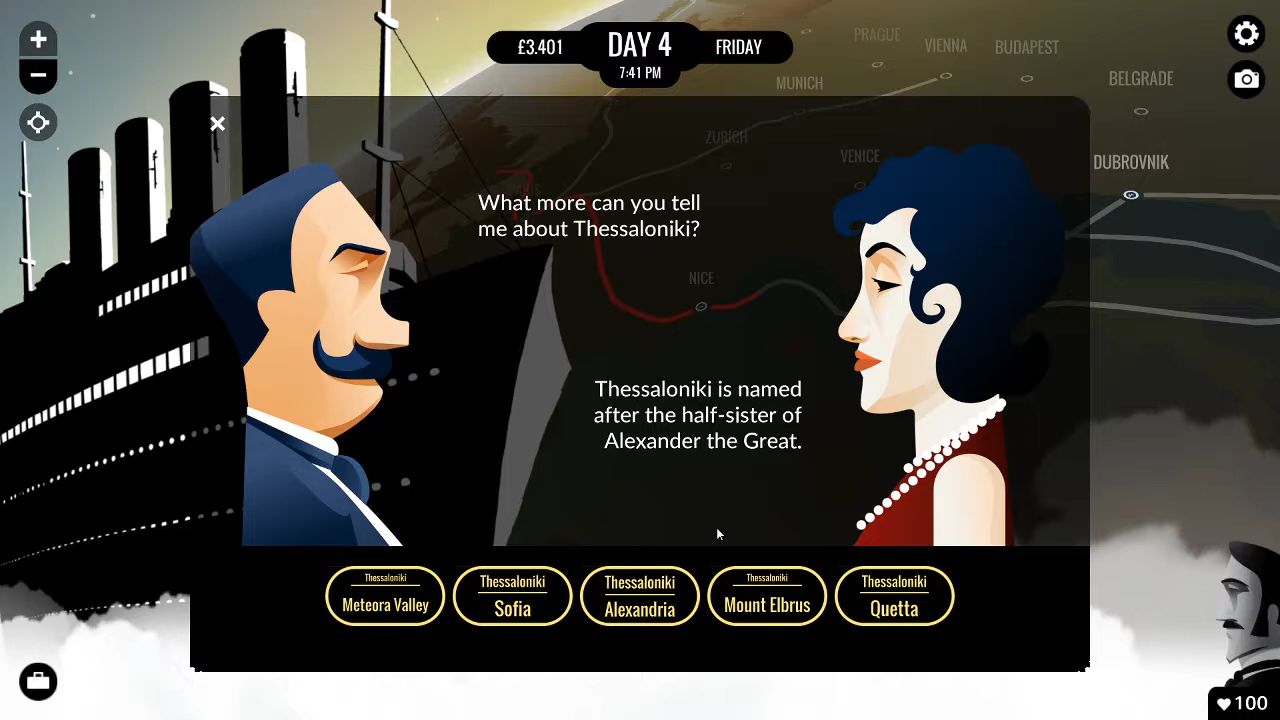 £3.401
DAY 4
FRIDAY
7:41 PM
PRAGUE
VIENNA
BUDAPEST
MUNICH
BELGRADE
ZURICH
VENICE
DUBROVNIK
What more can you tell
me about Thessaloniki?
NICE
Thessaloniki is named
after the half-sister of
Alexander the Great.
Thessaloniki
Meteora Valley
Thessaloniki
Sofia
Thessaloniki
Alexandria
Thessaloniki
Mount Elbrus
Thessaloniki
Quetta
100